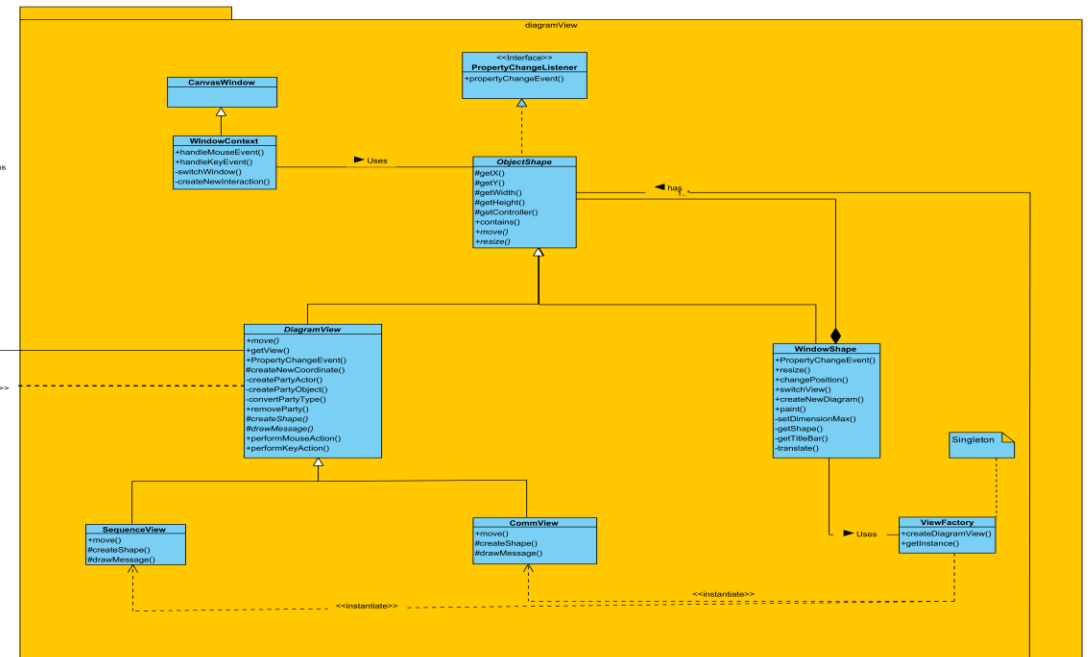 diagramView
<<Interface>>
PropertyChangeListener
+propertyChangeEvent()
CanvasWindow
WIndowContext
+handleMouseEvent()
+handleKeyEvent()
-switchWindow()
-createNewInteraction()
Uses
ObjectShape
#getX()
#getY()
#getWidth()
#getHeight()
#getController()
+contains()
+move()
+resize()
has
DiagramView
+move()
+getView()
+PropertyChangeEvent()
#createNewCoordinate()
-createPartyActor()
-createPartyObject()
-convertPartyType()
+removeParty()
#createShape()
#drawMessage()
+performMouseAction()
+performKeyAction()
>>
WindowShape
+PropertyChangeEvent()
+resize()
+changePosition()
+switchView()
+createNewDiagram()
+paint()
-setDimensionMax()
-getShape()
-getTitleBar()
-translate()
Singleton
SequenceView
+move()
#createShape()
#drawMessage()
CommView
+move()
#createShape()
#drawMessage()
Uses
ViewFactory
+createDiagramView()
+getInstance()
<<instantiate>>
<<instantiate>>